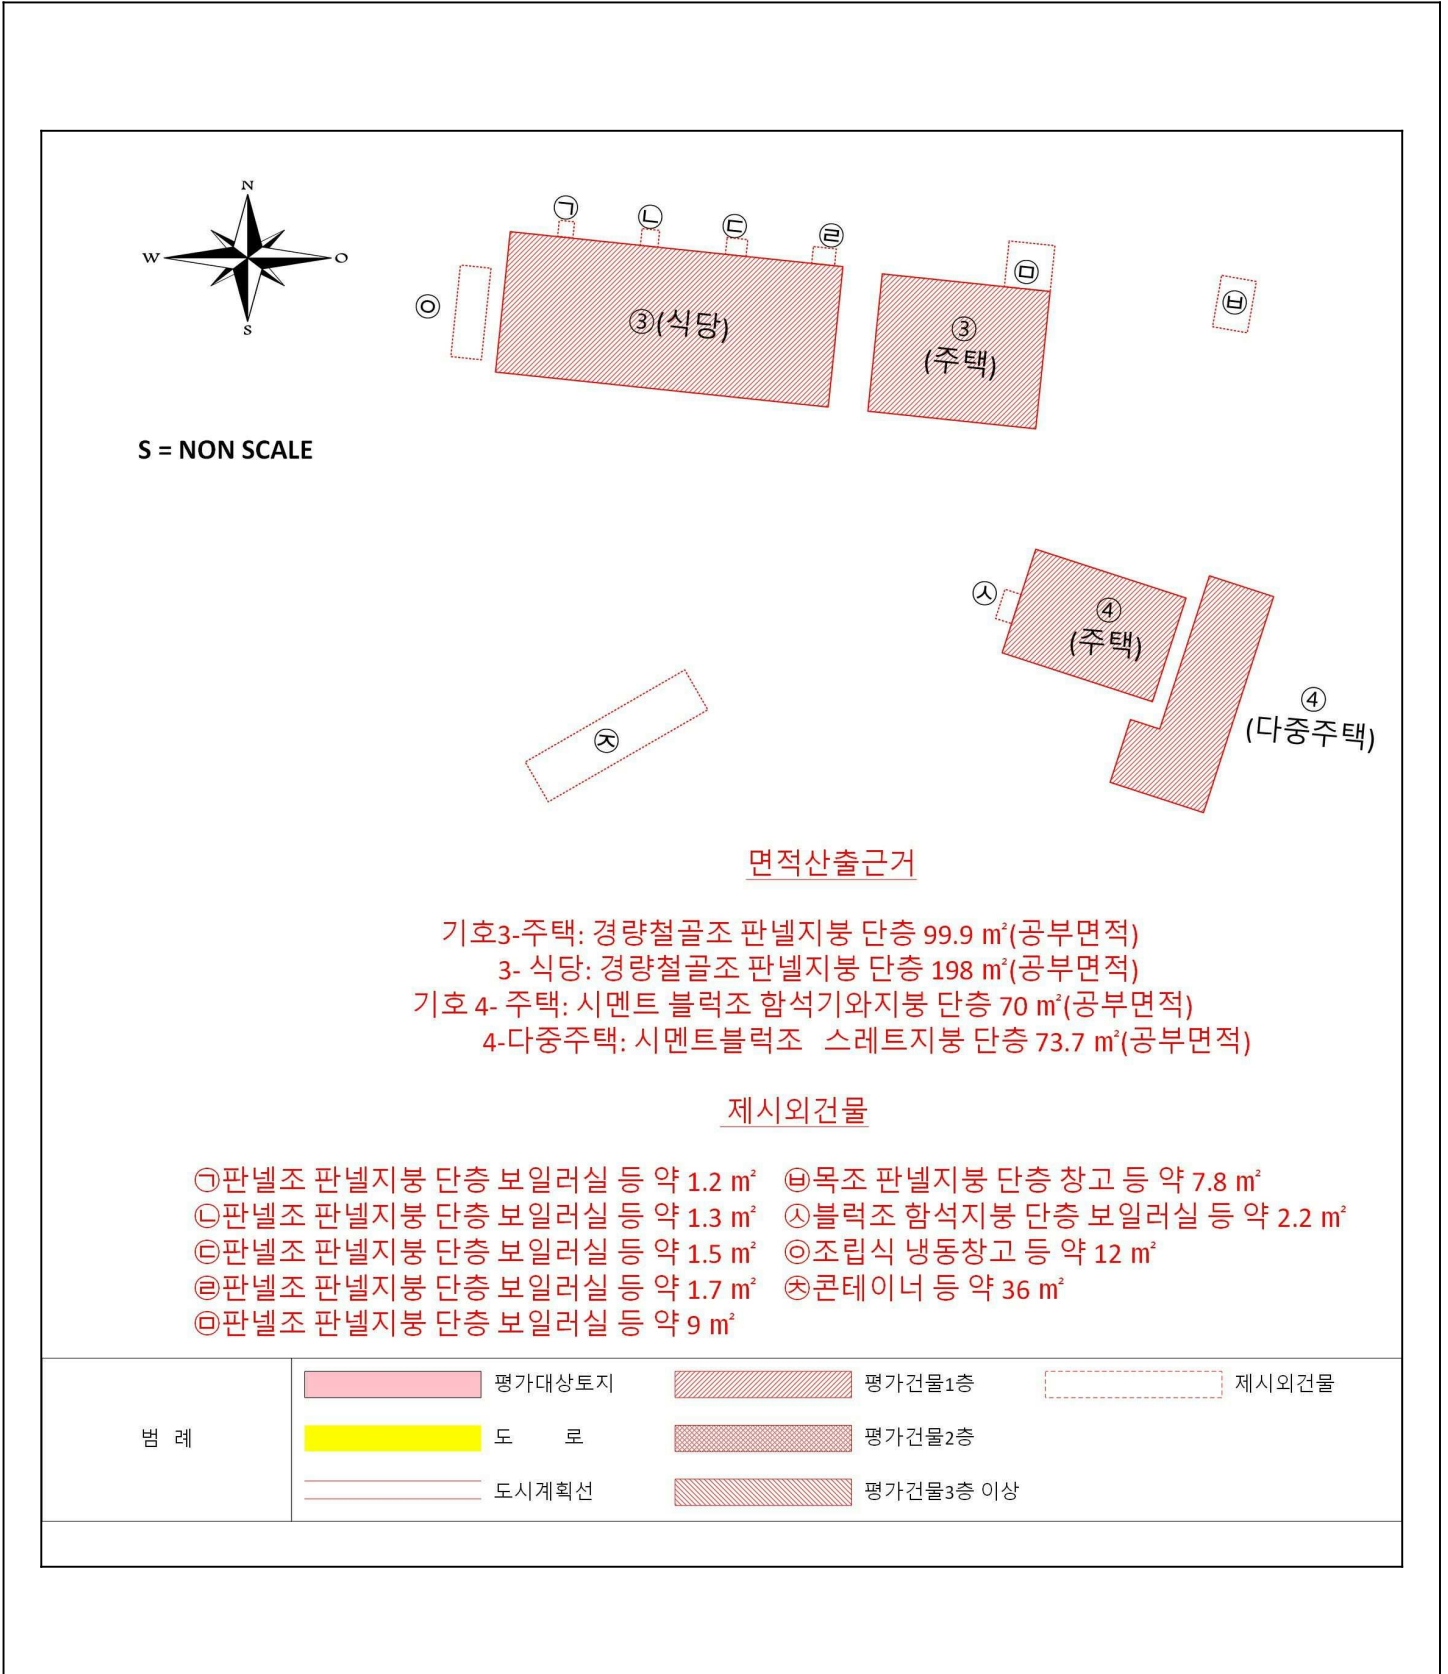 N
W
O
S
㉠
㉡
㉢
㉣
㉤
㉥
㉧
③(식당)
③
(주택)
S = NON SCALE
㉦
④
(주택)
④
(다중주택)
㉨
면적산출근거
기호3-주택: 경량철골조 판넬지붕 단층 99.9 ㎡(공부면적)
3- 식당: 경량철골조 판넬지붕 단층 198 ㎡(공부면적)
기호 4- 주택: 시멘트 블럭조 함석기와지붕 단층 70 ㎡(공부면적)
4-다중주택: 시멘트블럭조 스레트지붕 단층 73.7 ㎡(공부면적)
제시외건물
㉠판넬조 판넬지붕 단층 보일러실 등 약 1.2 ㎡ ㉥목조 판넬지붕 단층 창고 등 약 7.8 ㎡
㉡판넬조 판넬지붕 단층 보일러실 등 약 1.3 ㎡ ㉦블럭조 함석지붕 단층 보일러실 등 약 2.2 ㎡
㉢판넬조 판넬지붕 단층 보일러실 등 약 1.5 ㎡ ㉧조립식 냉동창고 등 약 12 ㎡
㉣판넬조 판넬지붕 단층 보일러실 등 약 1.7 ㎡ ㉩콘테이너 등 약 36 ㎡
㉤판넬조 판넬지붕 단층 보일러실 등 약 9 ㎡
범 례
평가대상토지 평가건물1층 제시외건물
도 로 평가건물2층
도시계획선 평가건물3층 이상